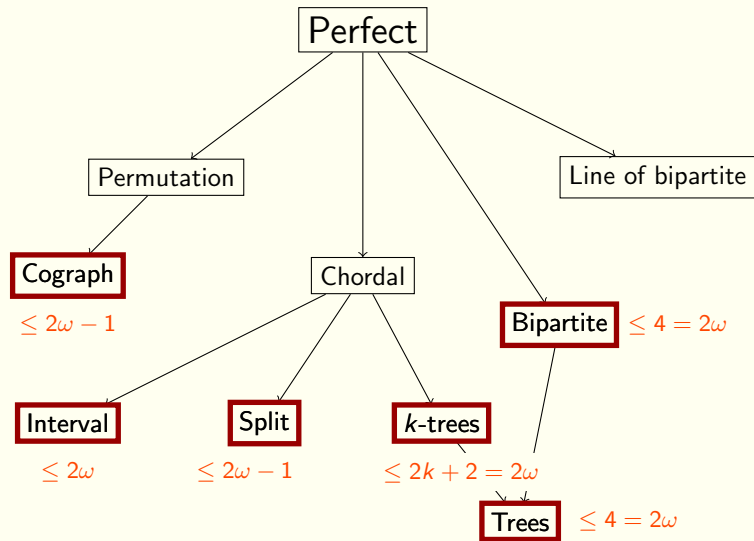 Perfect
Permutation
Line of bipartite
Cograph
≤ 2ω − 1
Chordal
Bipartite
≤ 4 = 2ω
Interval
Split
k-trees
≤ 2ω
≤ 2ω − 1
≤ 2k + 2 = 2ω
Trees
≤ 4 = 2ω